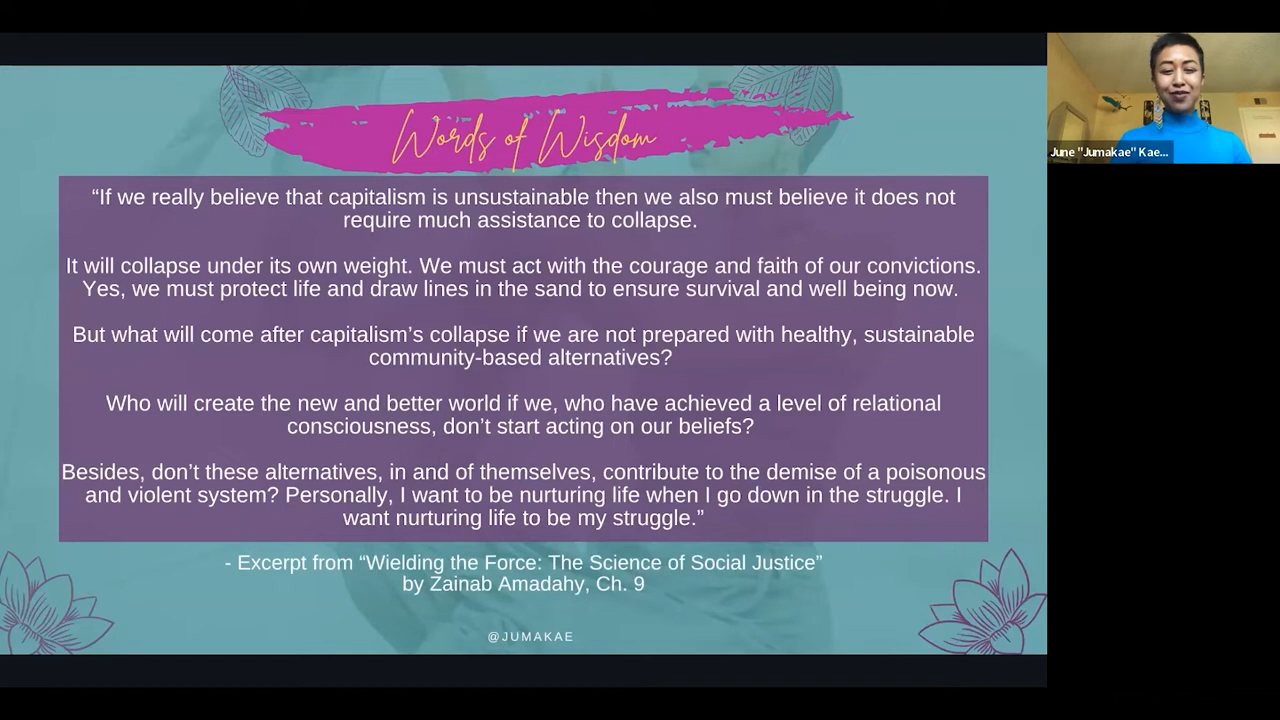 Words of Wisdom
“If we really believe that capitalism is unsustainable then we also must believe it does not
require much assistance to collapse.
It will collapse under its own weight. We must act with the courage and faith of our convictions.
Yes, we must protect life and draw lines in the sand to ensure survival and well being now.
But what will come after capitalism’s collapse if we are not prepared with healthy, sustainable
community-based alternatives?
Who will create the new and better world if we, who have achieved a level of relational
consciousness, don’t start acting on our beliefs?
Besides, don’t these alternatives, in and of themselves, contribute to the demise of a poisonous
and violent system? Personally, I want to be nurturing life when I go down in the struggle. I
want nurturing life to be my struggle.”
- Excerpt from “Wielding the Force: The Science of Social Justice”
by Zainab Amadahy, Ch. 9
@JUMAKAE
June "Jumakae" Kae...